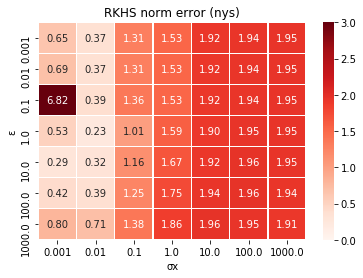 RKHS norm error (nys)
0.001 0.65 0.37 1.31 1.53 1.92 1.94 1.95
0.01 0.69 0.37 1.31 1.53 1.92 1.94 1.95
0.1 6.82 0.39 1.36 1.53 1.92 1.94 1.95
1.0 0.53 0.23 1.01 1.59 1.90 1.95 1.95
10.0 0.29 0.32 1.16 1.67 1.92 1.96 1.95
100.0 0.42 0.39 1.25 1.75 1.94 1.96 1.94
1000.0 0.80 0.71 1.38 1.86 1.96 1.95 1.91
0.001 0.01 0.1 1.0 10.0 100.0 1000.0
σx
ε
3.0
2.5
2.0
1.5
1.0
0.5
0.0